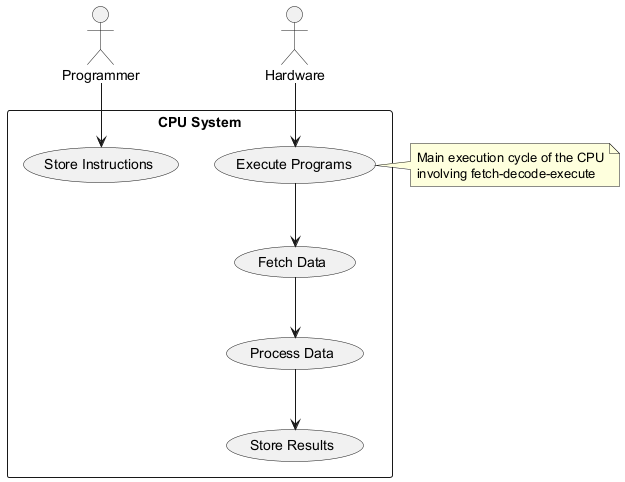 Programmer
Hardware
CPU System
Store Instructions
Execute Programs
Main execution cycle of the CPU
involving fetch-decode-execute
Fetch Data
Process Data
Store Results